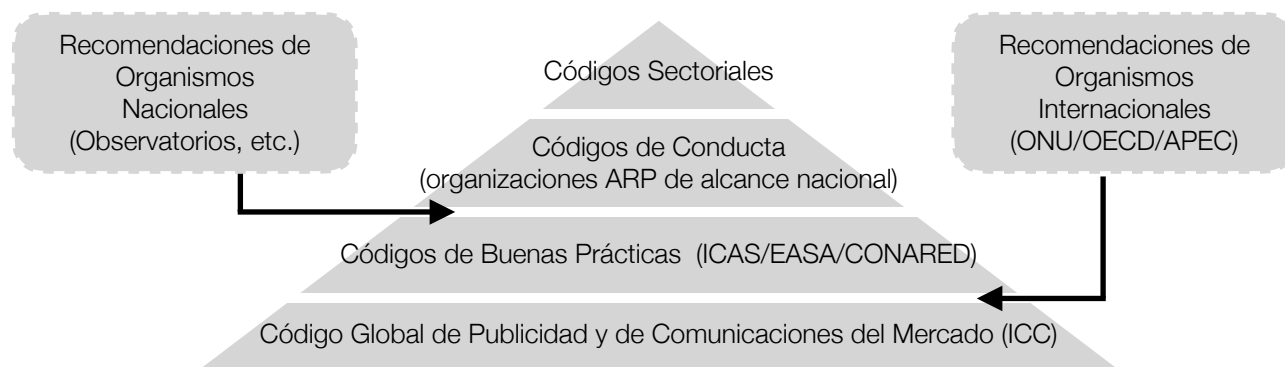 Recomendaciones de
Organismos
Nacionales
(Observatorios, etc.)
Códigos Sectoriales
Recomendaciones de
Organismos
Internacionales
(ONU/OECD/APEC)
Códigos de Conducta
(organizaciones ARP de alcance nacional)
Códigos de Buenas Prácticas (ICAS/EASA/CONARED)
Código Global de Publicidad y de Comunicaciones del Mercado (ICC)